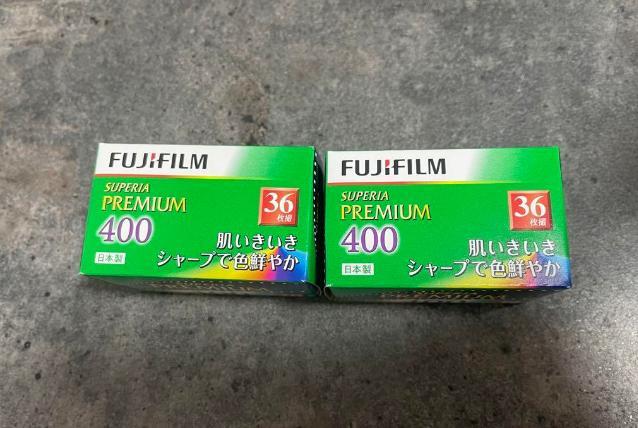 FUJIFILM
SUPERIA
PREMIUM
400
36
枚撮
日本製
肌いきいき
シャープで色鮮やか
FUJIFILM
SUPERIA
PREMIUM
400
36
枚撮
日本製
肌いきいき
シャープで色鮮やか